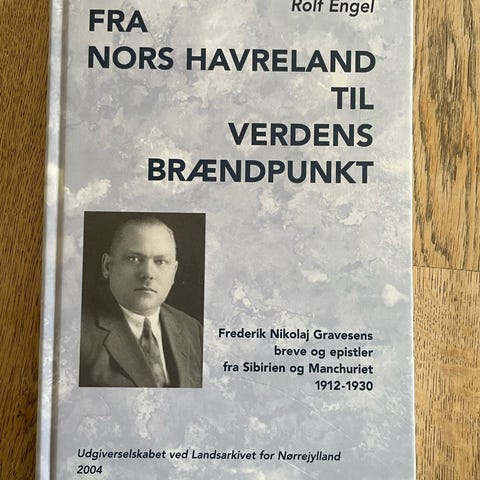 Rolf Engel
FRA
NORS HAVRELAND
TIL
VERDENS
BRÆNDPUNKT
Frederik Nikolaj Gravesens
breve og epistler
fra Sibirien og Manchuriet
1912-1930
Udgiverselskabet ved Landsarkivet for Nørrejylland
2004